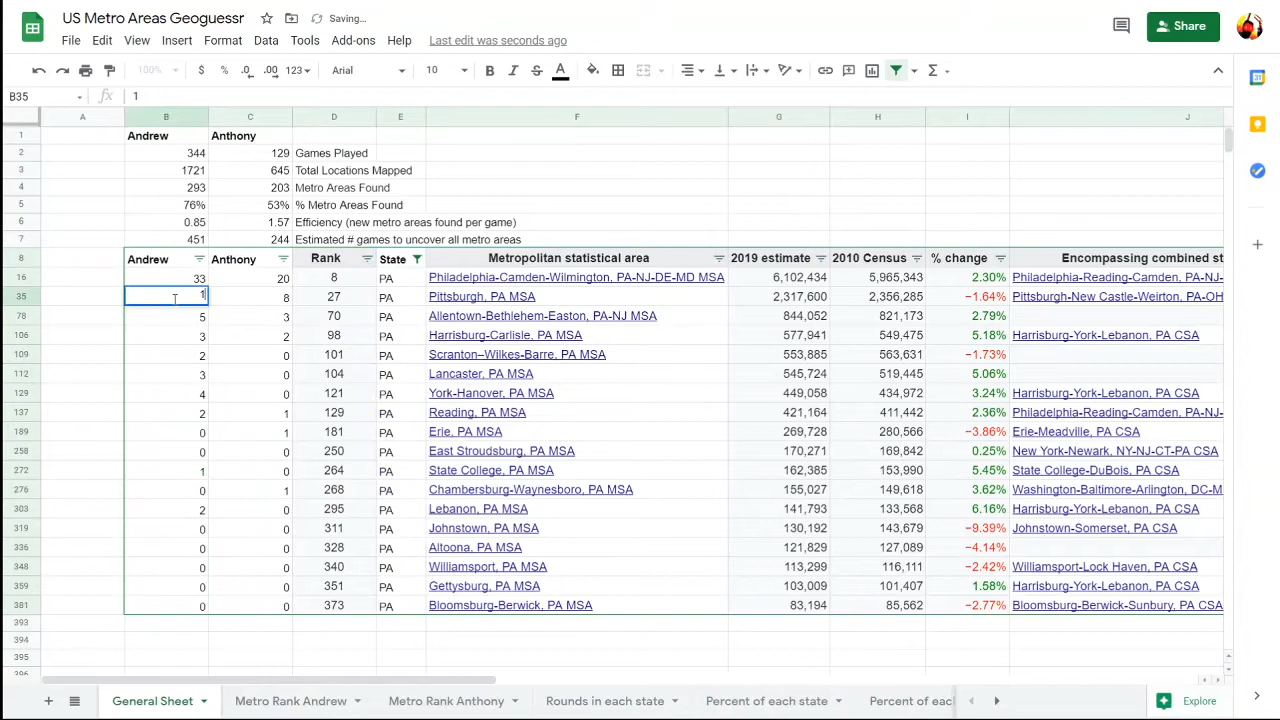 US Metro Areas Geoguessr Saving...
File Edit View Insert Format Data Tools Add-ons Help Last edit was seconds ago
Share
100% $ % .0 .00 123 Arial 10 B I S A Σ
B35 fx 1
A B C D E F G H I J
1 Andrew Anthony
2 344 129 Games Played
3 1721 645 Total Locations Mapped
4 293 203 Metro Areas Found
5 76% 53% % Metro Areas Found
6 0.85 1.57 Efficiency (new metro areas found per game)
7 451 244 Estimated # games to uncover all metro areas
8 Andrew Anthony Rank State Metropolitan statistical area 2019 estimate 2010 Census % change Encompassing combined st
16 33 20 8 PA Philadelphia-Camden-Wilmington, PA-NJ-DE-MD MSA 6,102,434 5,965,343 2.30% Philadelphia-Reading-Camden, PA-NJ-
35 1 8 27 PA Pittsburgh, PA MSA 2,317,600 2,356,285 −1.64% Pittsburgh-New Castle-Weirton, PA-OH
78 5 3 70 PA Allentown-Bethlehem-Easton, PA-NJ MSA 844,052 821,173 2.79%
106 3 2 98 PA Harrisburg-Carlisle, PA MSA 577,941 549,475 5.18% Harrisburg-York-Lebanon, PA CSA
109 2 0 101 PA Scranton–Wilkes-Barre, PA MSA 553,885 563,631 −1.73%
112 3 0 104 PA Lancaster, PA MSA 545,724 519,445 5.06%
129 4 0 121 PA York-Hanover, PA MSA 449,058 434,972 3.24% Harrisburg-York-Lebanon, PA CSA
137 2 1 129 PA Reading, PA MSA 421,164 411,442 2.36% Philadelphia-Reading-Camden, PA-NJ-
189 0 1 181 PA Erie, PA MSA 269,728 280,566 −3.86% Erie-Meadville, PA CSA
258 0 0 250 PA East Stroudsburg, PA MSA 170,271 169,842 0.25% New York-Newark, NY-NJ-CT-PA CSA
272 1 0 264 PA State College, PA MSA 162,385 153,990 5.45% State College-DuBois, PA CSA
276 0 1 268 PA Chambersburg-Waynesboro, PA MSA 155,027 149,618 3.62% Washington-Baltimore-Arlington, DC-M
303 2 0 295 PA Lebanon, PA MSA 141,793 133,568 6.16% Harrisburg-York-Lebanon, PA CSA
319 0 0 311 PA Johnstown, PA MSA 130,192 143,679 −9.39% Johnstown-Somerset, PA CSA
336 0 0 328 PA Altoona, PA MSA 121,829 127,089 −4.14%
348 0 0 340 PA Williamsport, PA MSA 113,299 116,111 −2.42% Williamsport-Lock Haven, PA CSA
359 0 0 351 PA Gettysburg, PA MSA 103,009 101,407 1.58% Harrisburg-York-Lebanon, PA CSA
381 0 0 373 PA Bloomsburg-Berwick, PA MSA 83,194 85,562 −2.77% Bloomsburg-Berwick-Sunbury, PA CSA
393
394
395
396
General Sheet Metro Rank Andrew Metro Rank Anthony Rounds in each state Percent of each state Percent of eacl Explore